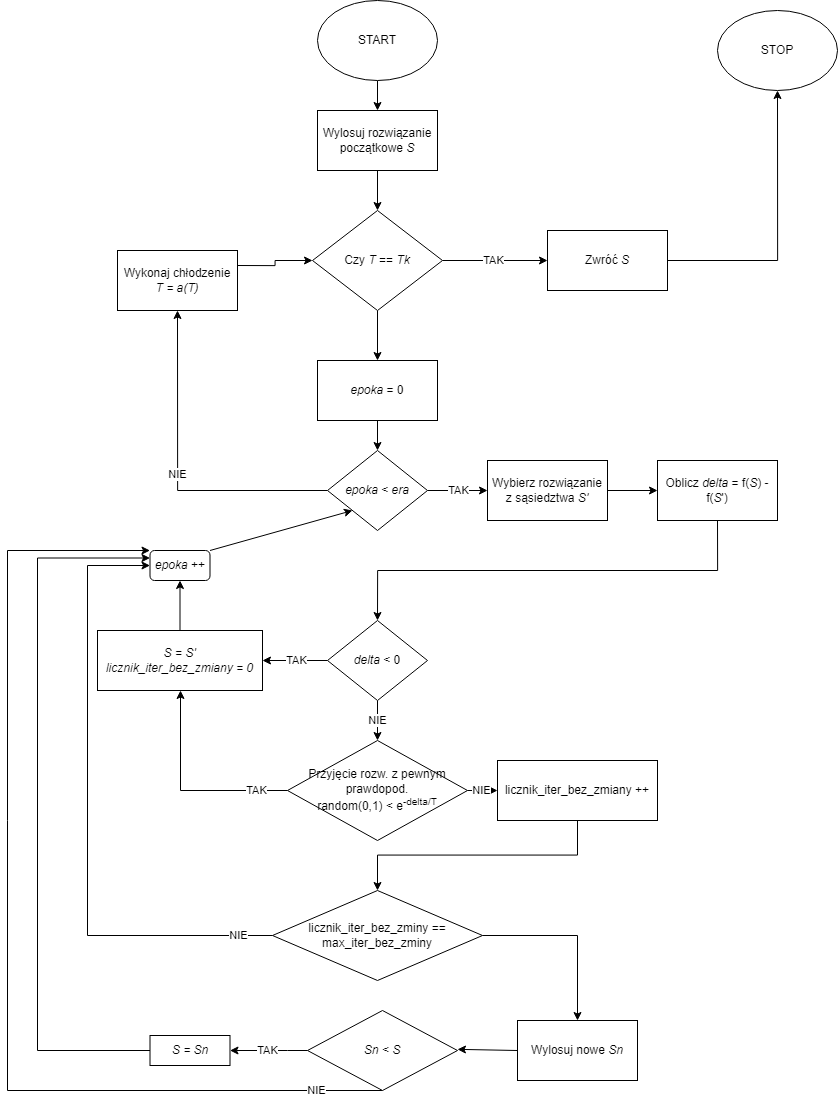 START
STOP
Wylosuj rozwiązanie
początkowe S
Wykonaj chłodzenie
T = a(T)
Czy T == Tk
TAK
Zwróć S
epoka = 0
NIE
epoka < era
TAK
Wybierz rozwiązanie
z sąsiedztwa S'
Oblicz delta = f(S) -
f(S')
epoka ++
S = S'
licznik_iter_bez_zmiany = 0
TAK
delta < 0
NIE
Przyjęcie rozw. z pewnym
prawdopod.
random(0,1) < e^-delta/T
TAK
NIE
licznik_iter_bez_zmiany ++
licznik_iter_bez_zminy ==
max_iter_bez_zminy
NIE
S = Sn
TAK
Sn < S
Wylosuj nowe Sn
NIE